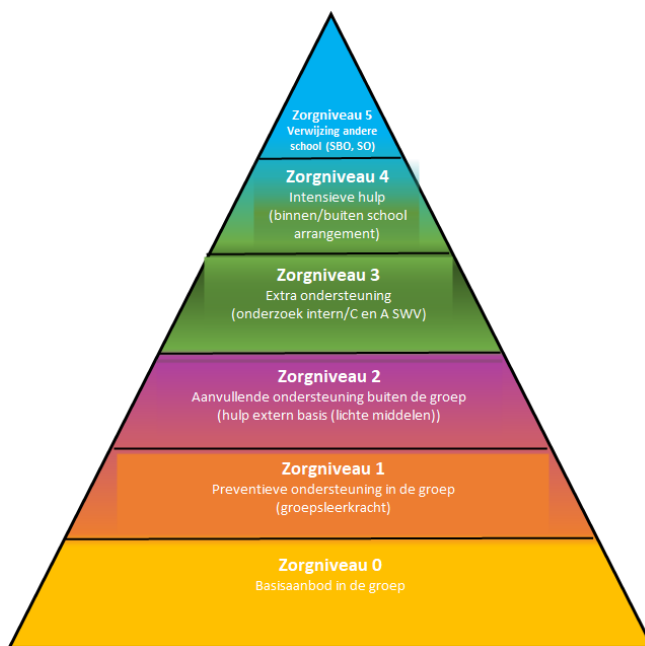 Zorgniveau 5
Verwijzing andere
school (SBO, SO)
Zorgniveau 4
Intensieve hulp
(binnen/buiten school
arrangement)
Zorgniveau 3
Extra ondersteuning
(onderzoek intern/C en A SWV)
Zorgniveau 2
Aanvullende ondersteuning buiten de groep
(hulp extern basis (lichte middelen))
Zorgniveau 1
Preventieve ondersteuning in de groep
(groepsleerkracht)
Zorgniveau 0
Basisaanbod in de groep